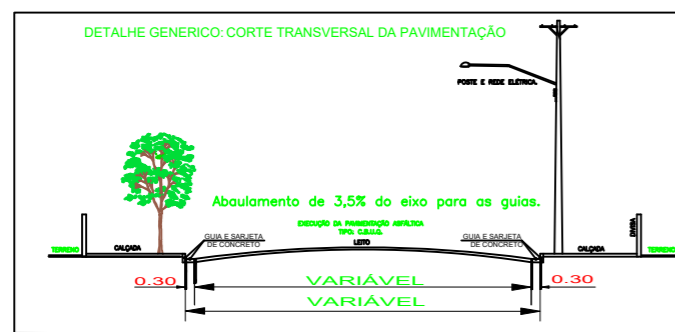 DETALHE GENERICO: CORTE TRANSVERSAL DA PAVIMENTAÇÃO
POSTE E REDE ELÉTRICA.
Abaulamento de 3,5% do eixo para as guias.
EXECUÇÃO DA PAVIMENTAÇÃO ASFÁLTICA
TIPO: C.B.U.Q.
GUIA E SARJETA
DE CONCRETO
LEITO
GUIA E SARJETA
DE CONCRETO
DIVISA
TERRENO
CALÇADA
CALÇADA
TERRENO
0.30
VARIÁVEL
0.30
VARIÁVEL